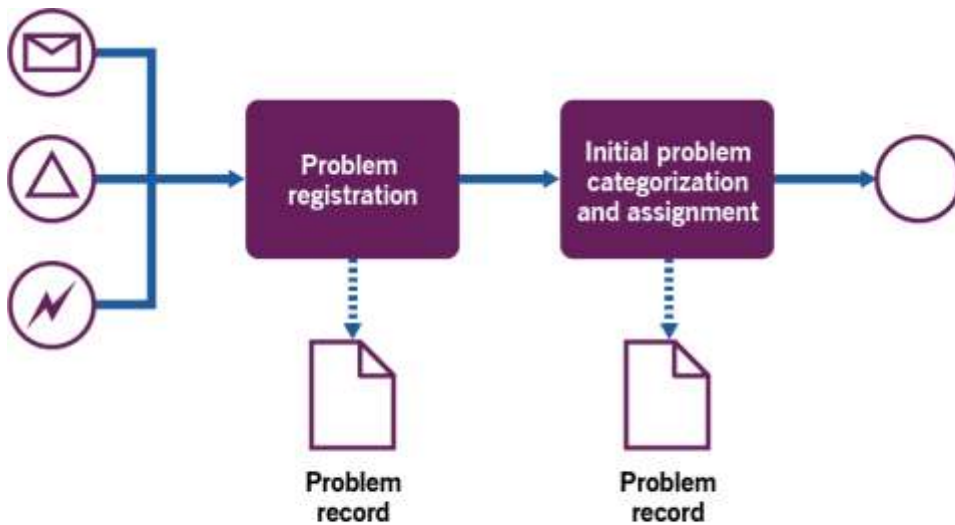 Problem
registration
Initial problem
categorization
and assignment
Problem
record
Problem
record